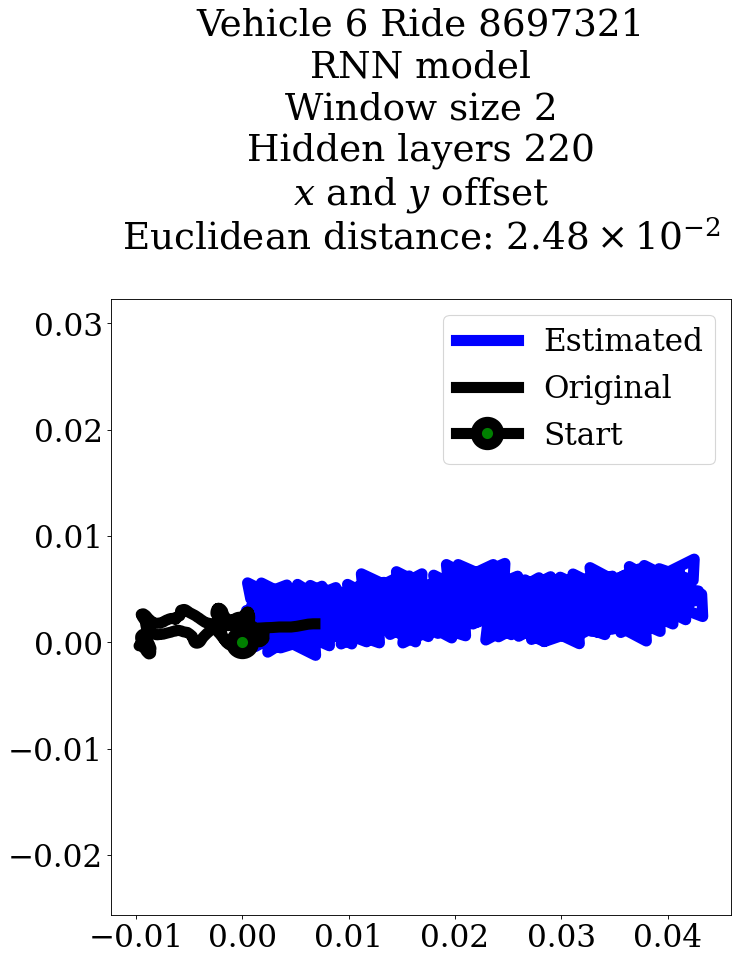 Vehicle 6 Ride 8697321
RNN model
Window size 2
Hidden layers 220
x and y offset
Euclidean distance: 2.48 × 10⁻²
Estimated
Original
Start
0.03
0.02
0.01
0.00
−0.01
−0.02
−0.01 0.00 0.01 0.02 0.03 0.04